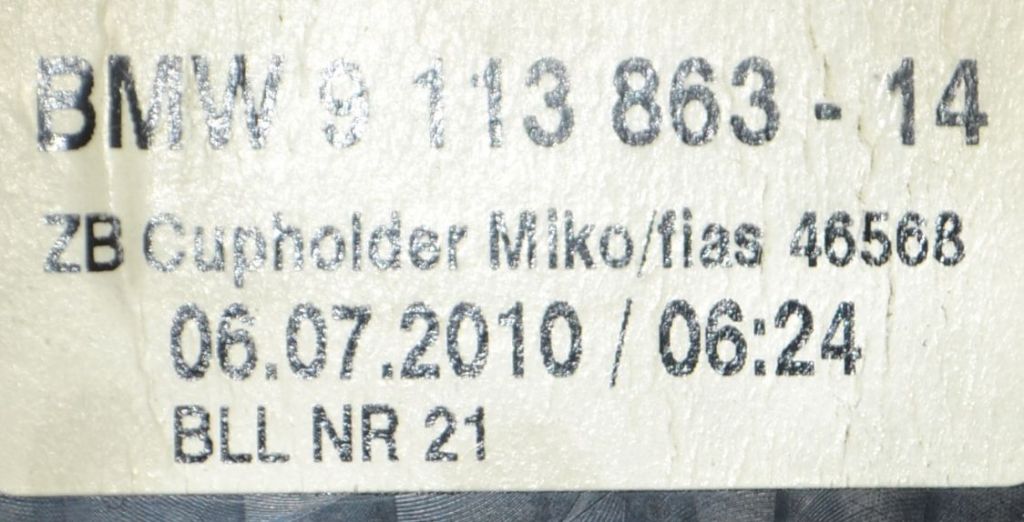 BMW 9 113 863 - 14
ZB Cupholder Miko/fias 46568
06.07.2010 / 06:24
BLL NR 21